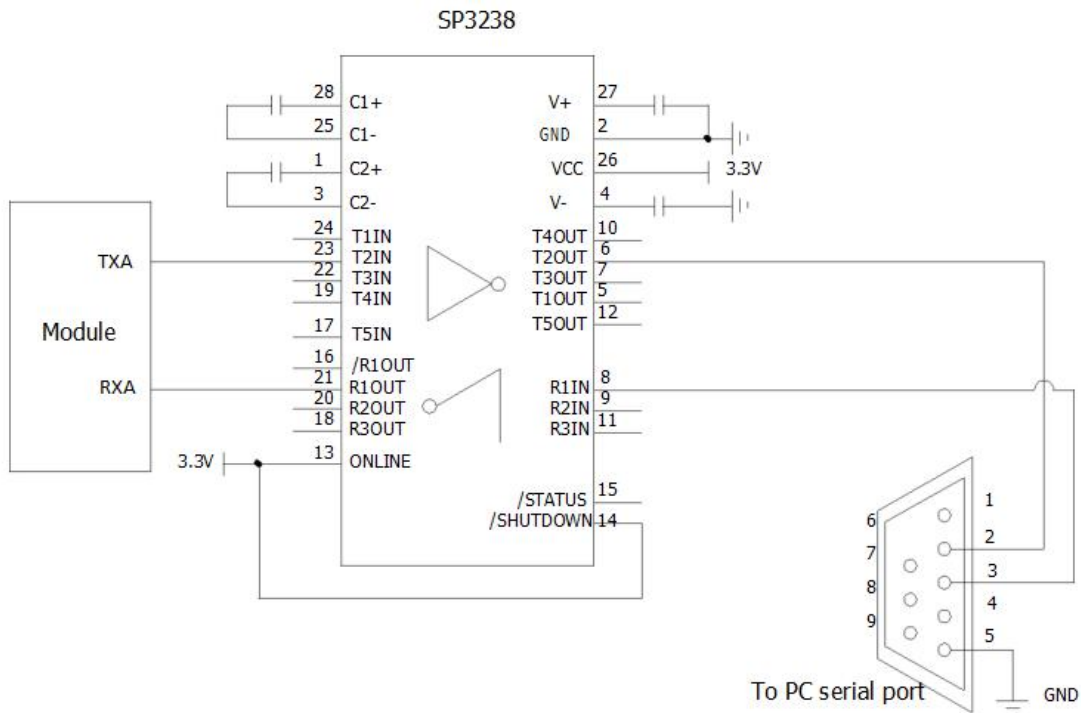 SP3238
28 C1+ V+ 27
25 C1- GND 2
1 C2+ VCC 26 3.3V
3 C2- V- 4
24 T1IN T4OUT 10
TXA 23 T2IN T2OUT 6
22 T3IN T3OUT 7
19 T4IN T1OUT 5
17 T5IN T5OUT 12
Module
16 /R1OUT
RXA 21 R1OUT R1IN 8
20 R2OUT R2IN 9
18 R3OUT R3IN 11
3.3V 13 ONLINE
/STATUS 15
/SHUTDOWN 14
1
6
2
7
3
8
4
9
5
To PC serial port
GND